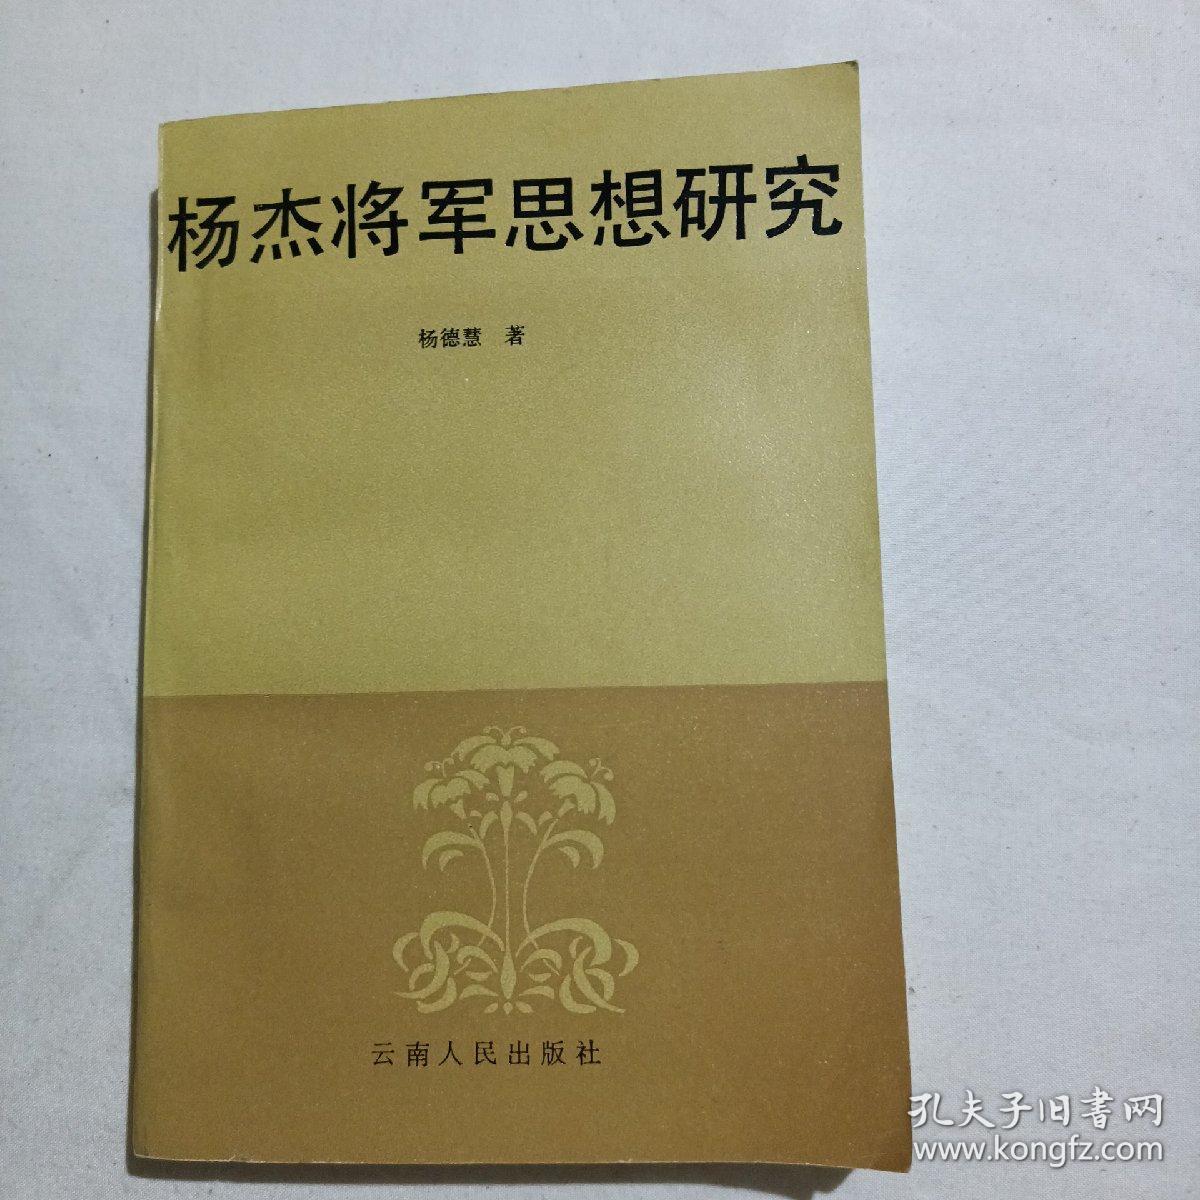 杨杰将军思想研究
杨德慧 著
云南人民出版社
孔夫子旧书网
www.kongfz.com